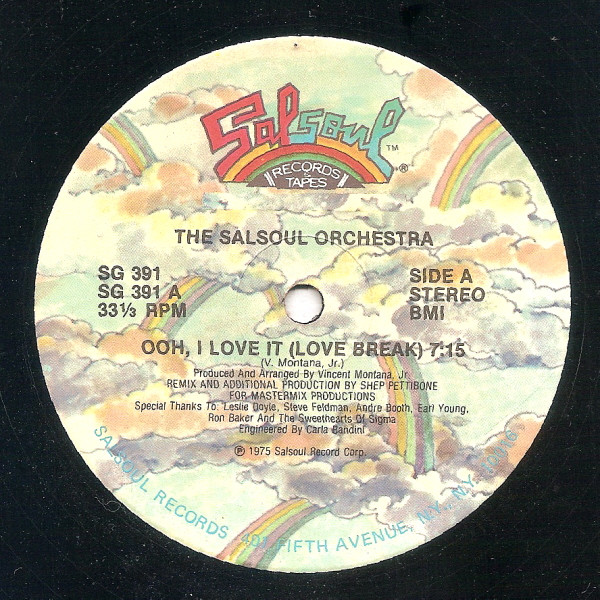 Salsoul TM
RECORDS & TAPES ®
THE SALSOUL ORCHESTRA
SG 391
SG 391 A
33⅓ RPM
SIDE A
STEREO
BMI
OOH, I LOVE IT (LOVE BREAK) 7:15
(V. Montana, Jr.)
Produced And Arranged By Vincent Montana, Jr.
REMIX AND ADDITIONAL PRODUCTION BY SHEP PETTIBONE
FOR MASTERMIX PRODUCTIONS
Special Thanks To: Leslie Doyle, Steve Feldman, Andre Booth, Earl Young,
Ron Baker And The Sweethearts Of Sigma
Engineered By Carla Bandini
℗ 1975 Salsoul Record Corp.
SALSOUL RECORDS 401 FIFTH AVENUE, N.Y., N.Y. 10016